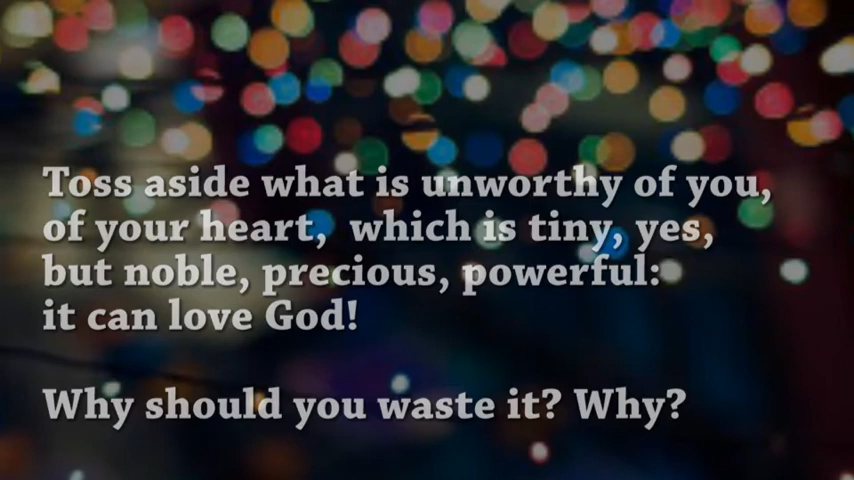 Toss aside what is unworthy of you,
of your heart,  which is tiny, yes,
but noble, precious, powerful:
it can love God!
Why should you waste it? Why?